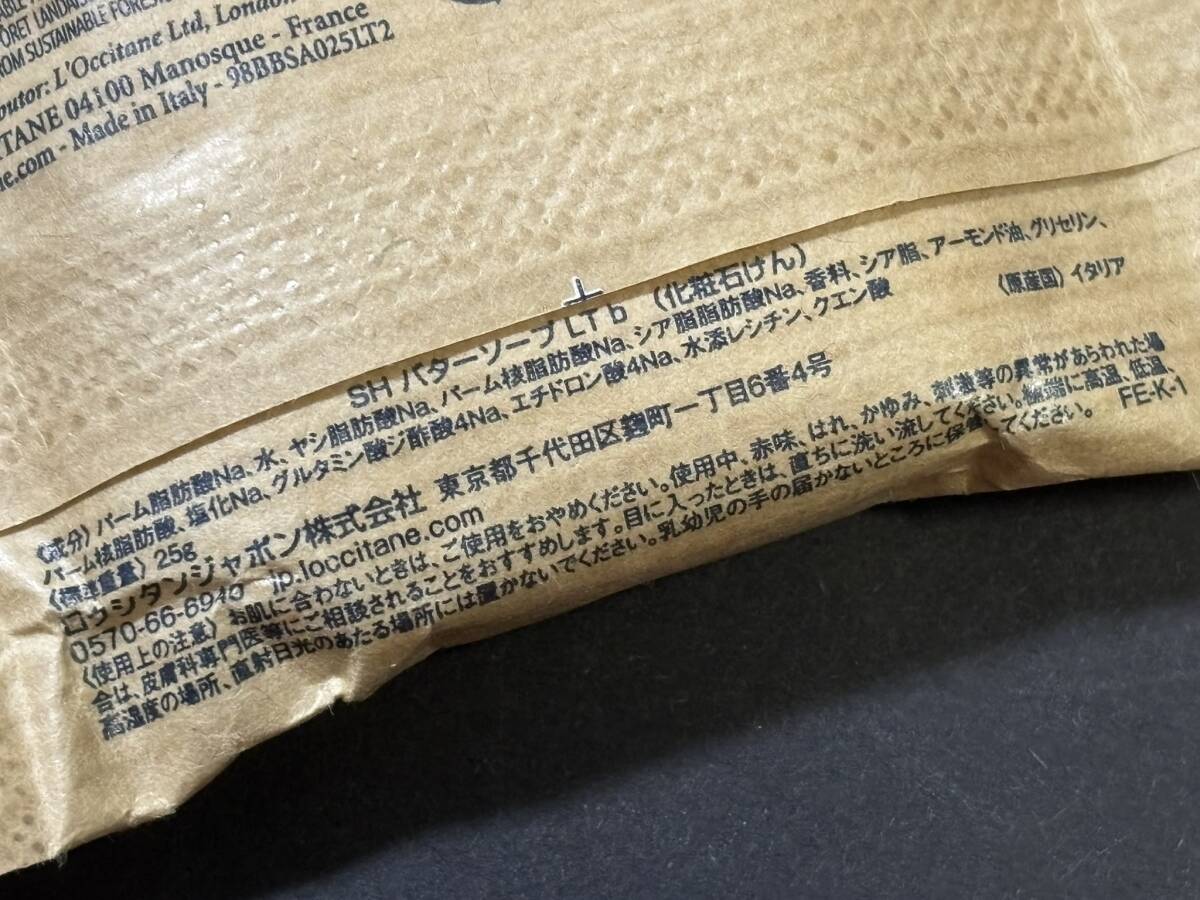 FORÊT LANDAIS
FROM SUSTAINABLE FORES
butor: L'Occitane Ltd, London
TANE 04100 Manosque - France
e.com - Made in Italy - 98BBSA025LT2
SH バターソープLT b 〈化粧石けん〉
〈成分〉パーム脂肪酸Na、水、ヤシ脂肪酸Na、パーム核脂肪酸Na、シア脂脂肪酸Na、香料、シア脂、アーモンド油、グリセリン、
パーム核脂肪酸、塩化Na、グルタミン酸ジ酢酸4Na、エチドロン酸4Na、水添レシチン、クエン酸
〈標準重量〉25g 〈原産国〉イタリア
ロクシタンジャポン株式会社 東京都千代田区麹町一丁目6番4号
0570-66-6940 jp.loccitane.com
〈使用上の注意〉お肌に合わないときは、ご使用をおやめください。使用中、赤味、はれ、かゆみ、刺激等の異常があらわれた場
合は、皮膚科専門医等にご相談されることをおすすめします。目に入ったときは、直ちに洗い流してください。極端に高温、低温、
高湿度の場所、直射日光のあたる場所には置かないでください。乳幼児の手の届かないところに保管してください。 FE-K-1